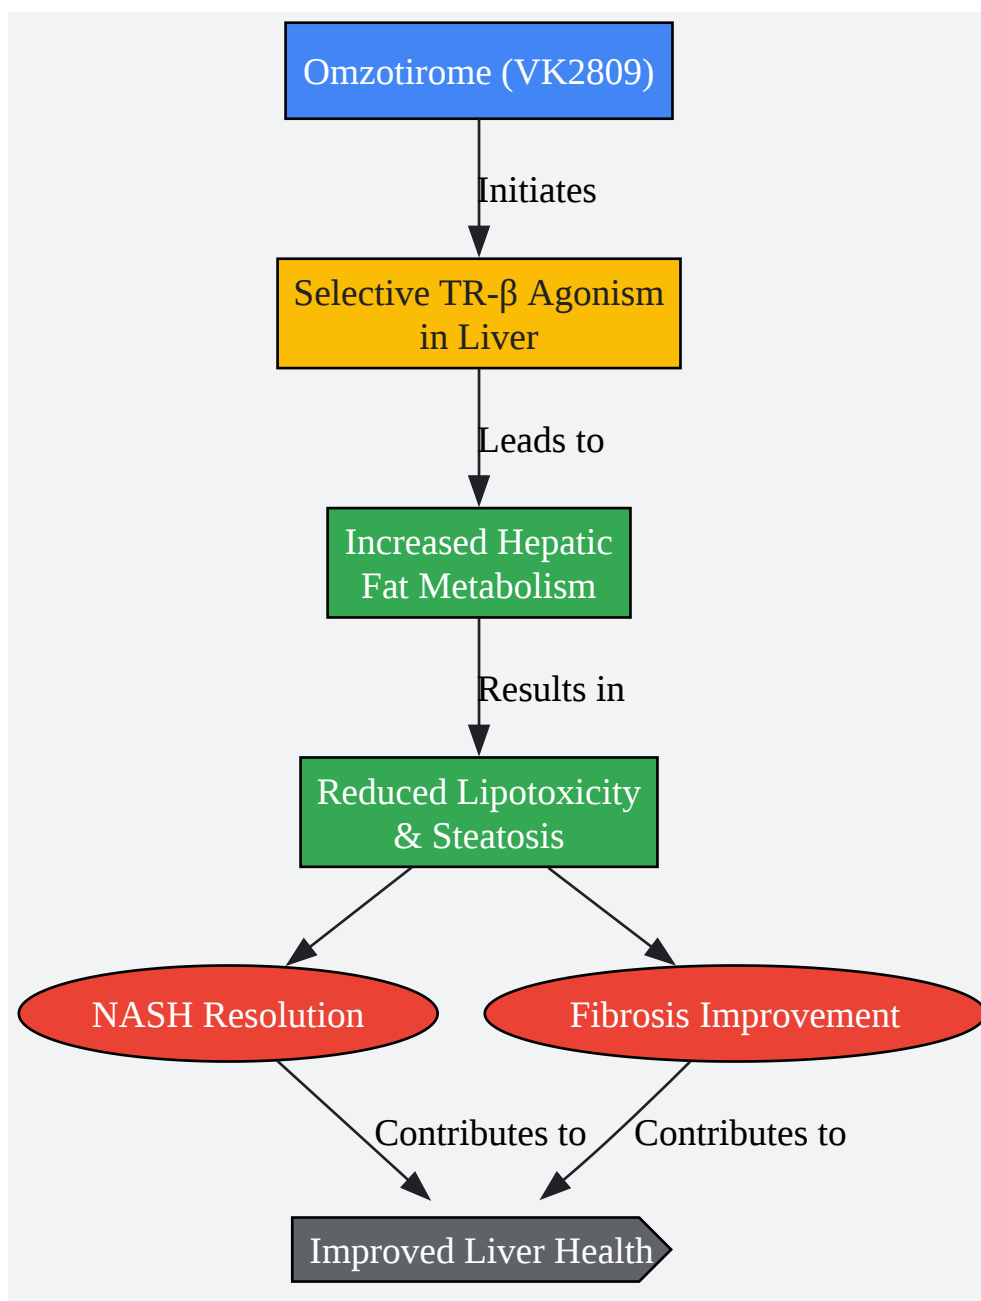 Omzotirome (VK2809)
Initiates
Selective TR-β Agonism
in Liver
Leads to
Increased Hepatic
Fat Metabolism
Results in
Reduced Lipotoxicity
& Steatosis
NASH Resolution
Fibrosis Improvement
Contributes to
Contributes to
Improved Liver Health